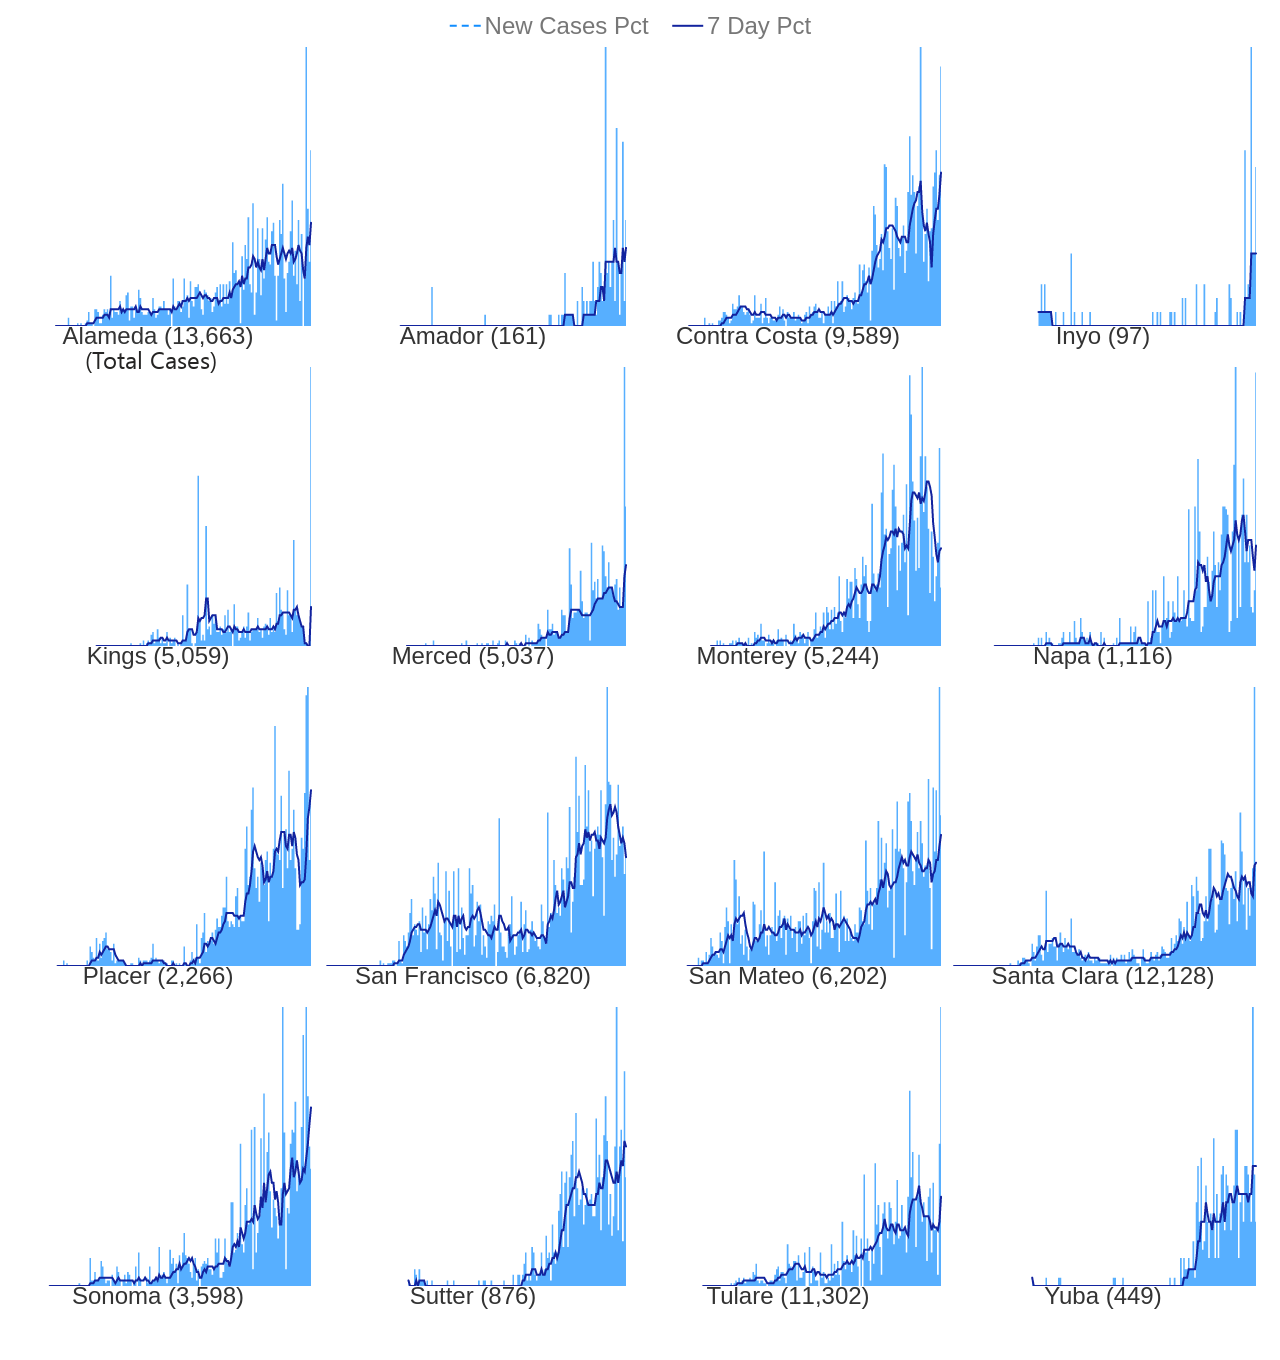 New Cases Pct 7 Day Pct
Alameda (13,663) Amador (161) Contra Costa (9,589) Inyo (97)
(Total Cases)
Kings (5,059) Merced (5,037) Monterey (5,244) Napa (1,116)
Placer (2,266) San Francisco (6,820) San Mateo (6,202) Santa Clara (12,128)
Sonoma (3,598) Sutter (876) Tulare (11,302) Yuba (449)